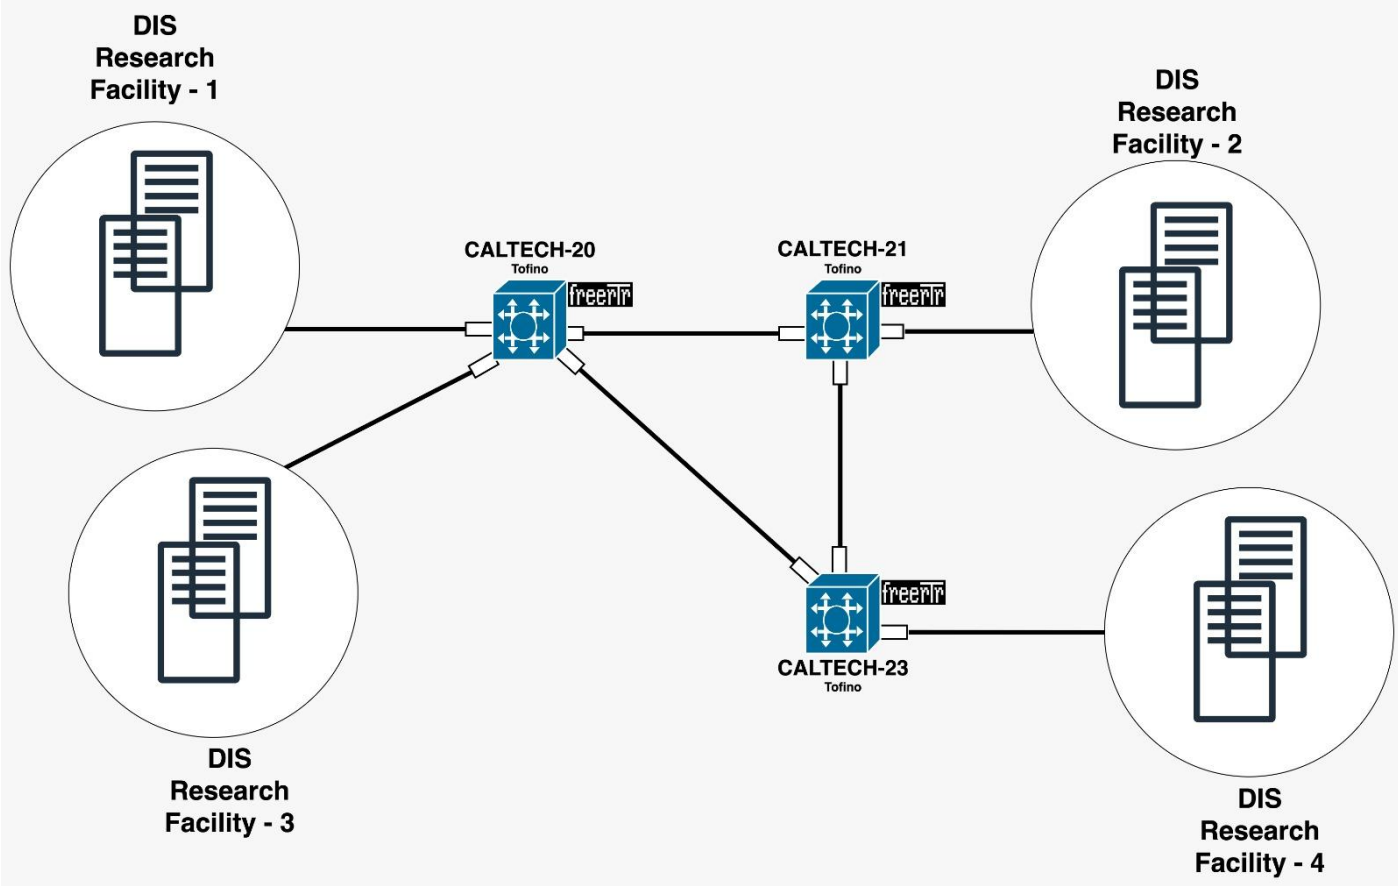 DIS
Research
Facility - 1
DIS
Research
Facility - 2
CALTECH-20
Tofino
freerTr
CALTECH-21
Tofino
freerTr
freerTr
CALTECH-23
Tofino
DIS
Research
Facility - 3
DIS
Research
Facility - 4